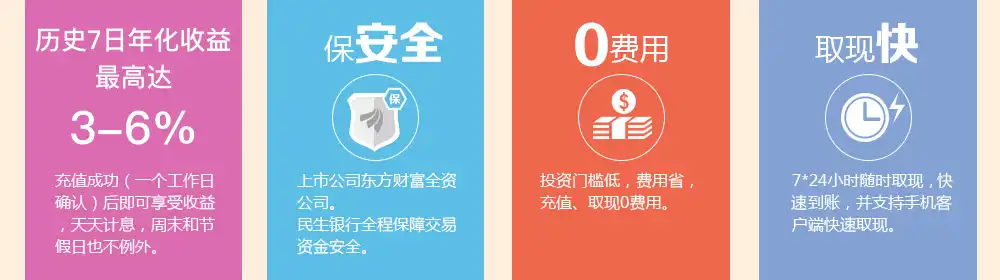 历史7日年化收益
最高达
3-6%
充值成功（一个工作日
确认）后即可享受收益
，天天计息，周末和节
假日也不例外。
保安全
保
上市公司东方财富全资
公司。
民生银行全程保障交易
资金安全。
0费用
$
投资门槛低，费用省，
充值、取现0费用。
取现快
7*24小时随时取现，快
速到账，并支持手机客
户端快速取现。